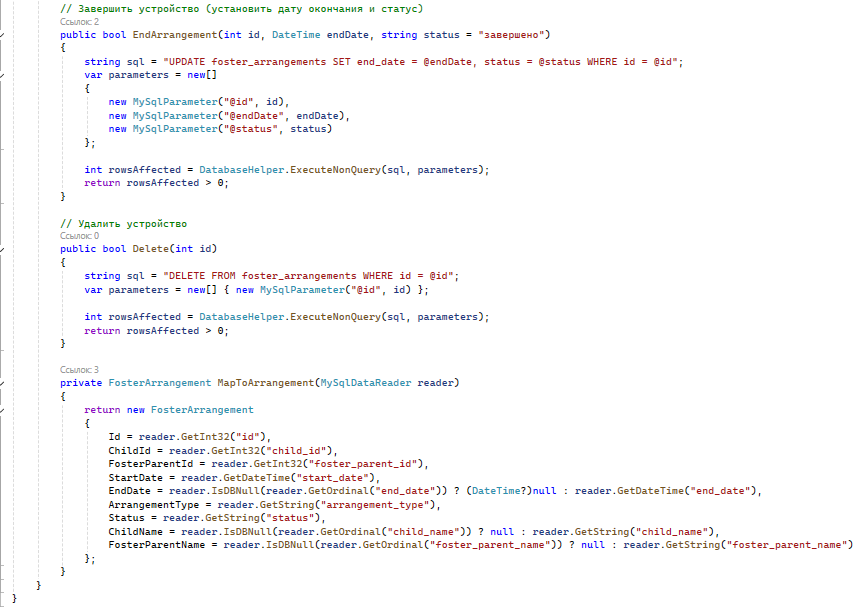 // Завершить устройство (установить дату окончания и статус)
Ссылок: 2
public bool EndArrangement(int id, DateTime endDate, string status = "завершено")
{
string sql = "UPDATE foster_arrangements SET end_date = @endDate, status = @status WHERE id = @id";
var parameters = new[]
{
new MySqlParameter("@id", id),
new MySqlParameter("@endDate", endDate),
new MySqlParameter("@status", status)
};
int rowsAffected = DatabaseHelper.ExecuteNonQuery(sql, parameters);
return rowsAffected > 0;
}
// Удалить устройство
Ссылок: 0
public bool Delete(int id)
{
string sql = "DELETE FROM foster_arrangements WHERE id = @id";
var parameters = new[] { new MySqlParameter("@id", id) };
int rowsAffected = DatabaseHelper.ExecuteNonQuery(sql, parameters);
return rowsAffected > 0;
}
Ссылок: 3
private FosterArrangement MapToArrangement(MySqlDataReader reader)
{
return new FosterArrangement
{
Id = reader.GetInt32("id"),
ChildId = reader.GetInt32("child_id"),
FosterParentId = reader.GetInt32("foster_parent_id"),
StartDate = reader.GetDateTime("start_date"),
EndDate = reader.IsDBNull(reader.GetOrdinal("end_date")) ? (DateTime?)null : reader.GetDateTime("end_date"),
ArrangementType = reader.GetString("arrangement_type"),
Status = reader.GetString("status"),
ChildName = reader.IsDBNull(reader.GetOrdinal("child_name")) ? null : reader.GetString("child_name"),
FosterParentName = reader.IsDBNull(reader.GetOrdinal("foster_parent_name")) ? null : reader.GetString("foster_parent_name")
};
}
}
}